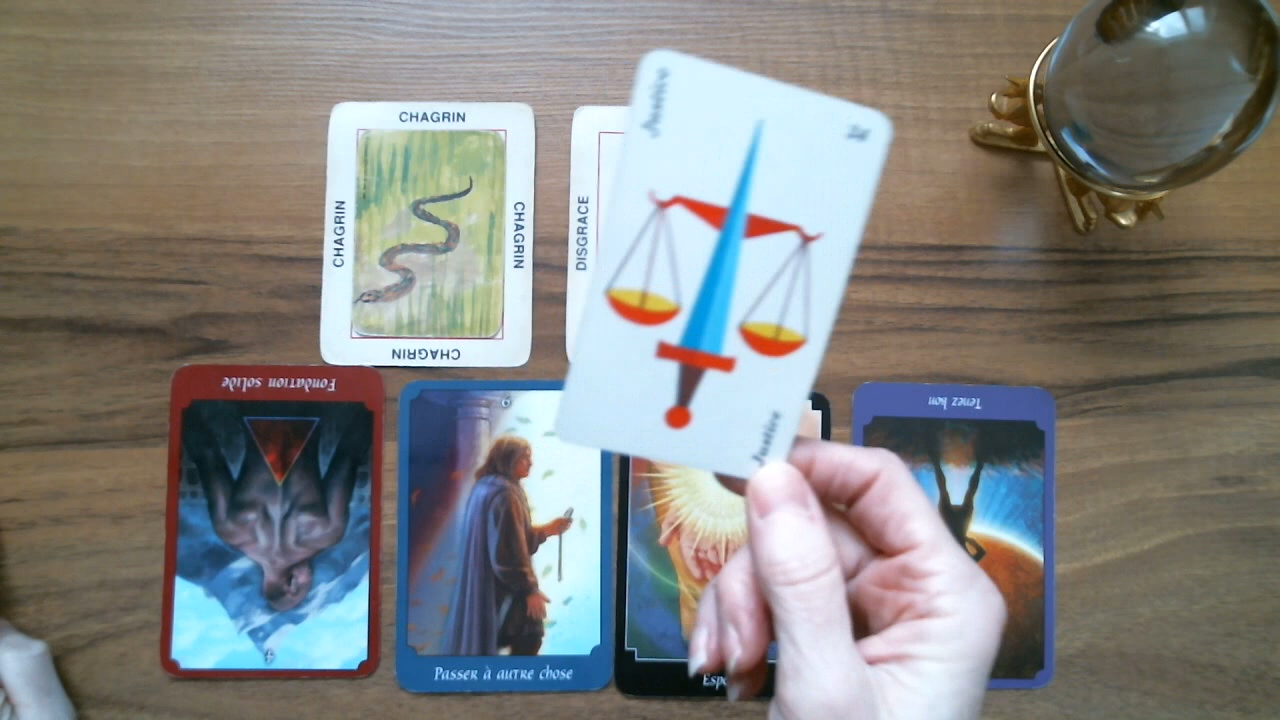 CHAGRIN
CHAGRIN
CHAGRIN
CHAGRIN
DISGRACE
Justice
Justice
Fondation solide
Passer à autre chose
Tenez bon